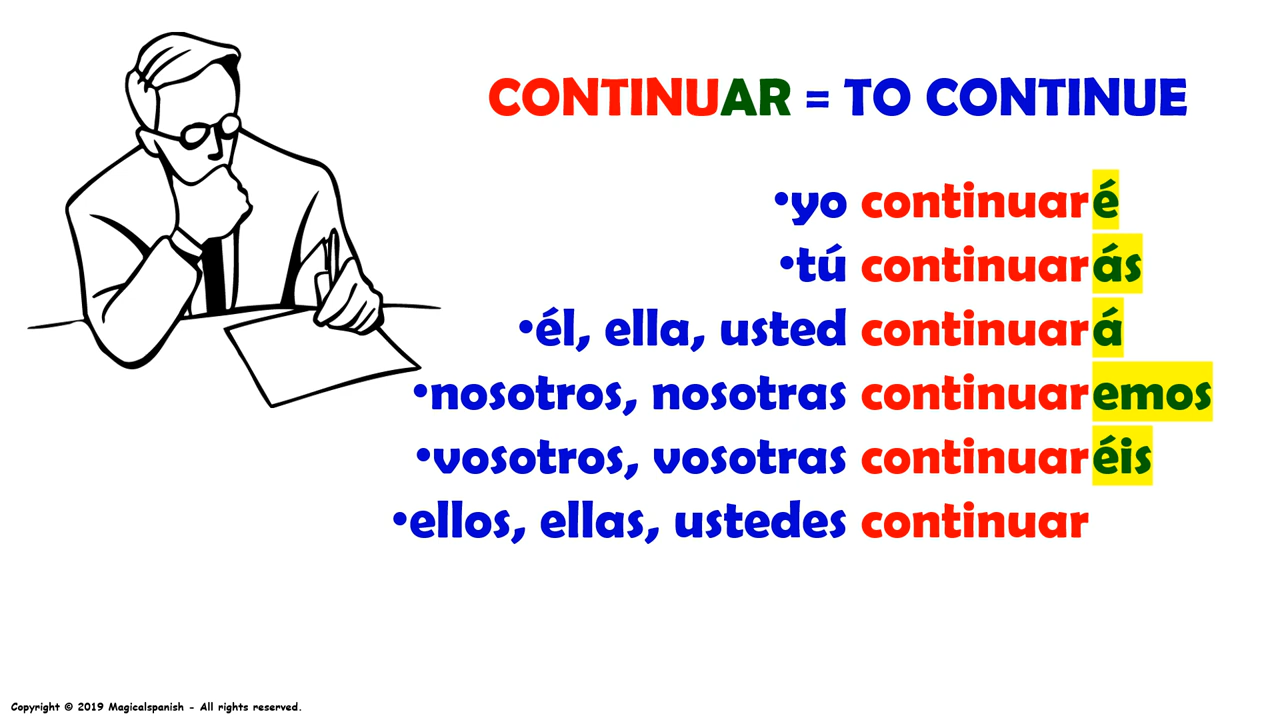 CONTINUAR = TO CONTINUE
•yo continuaré
•tú continuarás
•él, ella, usted continuará
•nosotros, nosotras continuaremos
•vosotros, vosotras continuaréis
•ellos, ellas, ustedes continuar
Copyright © 2019 Magicalspanish - All rights reserved.